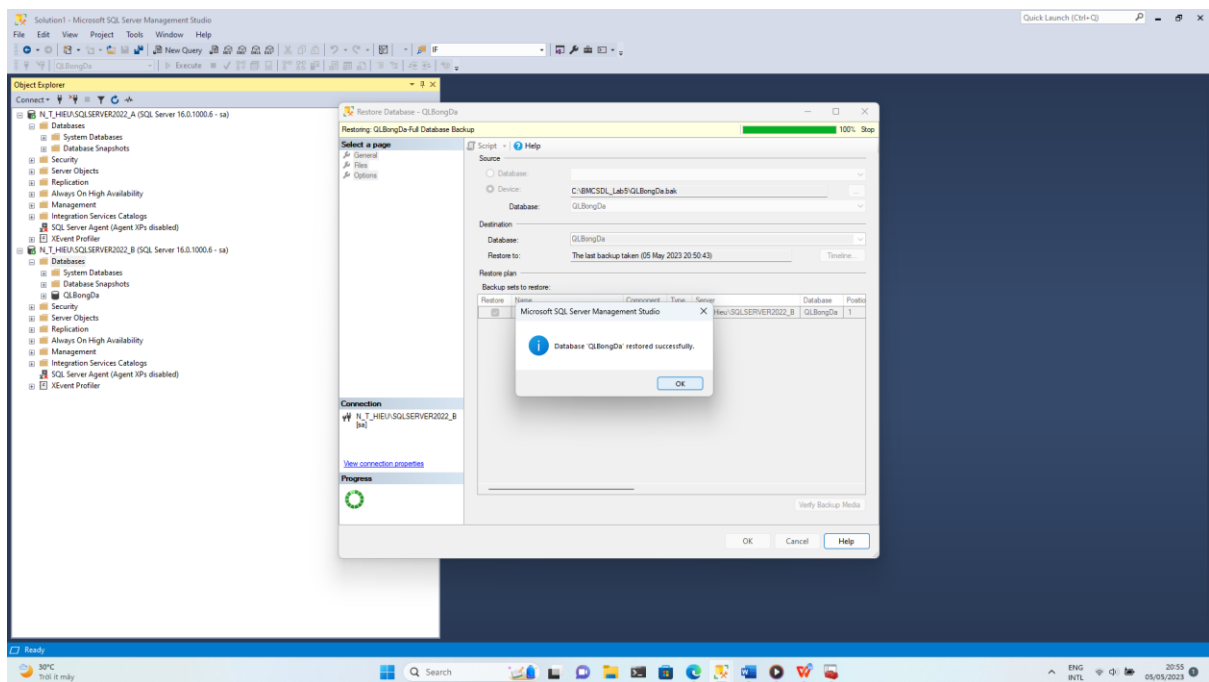 Solution1 - Microsoft SQL Server Management Studio
Quick Launch (Ctrl+Q)
File Edit View Project Tools Window Help
New Query
IF
QLBongDa
Execute
Object Explorer
Connect
N_T_HIEU\SQLSERVER2022_A (SQL Server 16.0.1000.6 - sa)
Databases
System Databases
Database Snapshots
Security
Server Objects
Replication
Always On High Availability
Management
Integration Services Catalogs
SQL Server Agent (Agent XPs disabled)
XEvent Profiler
N_T_HIEU\SQLSERVER2022_B (SQL Server 16.0.1000.6 - sa)
Databases
System Databases
Database Snapshots
QLBongDa
Security
Server Objects
Replication
Always On High Availability
Management
Integration Services Catalogs
SQL Server Agent (Agent XPs disabled)
XEvent Profiler
Restore Database - QLBongDa
Restoring: QLBongDa-Full Database Backup
100% Stop
Select a page
General
Files
Options
Script
Help
Source
Database:
Device:
C:\BMCSDL_Lab5\QLBongDa.bak
...
Database:
QLBongDa
Destination
Database:
QLBongDa
Restore to:
The last backup taken (05 May 2023 20:50:43)
Timeline...
Restore plan
Backup sets to restore:
Restore Name Component Type Server Database Positio
Hieu\SQLSERVER2022_B QLBongDa 1
Microsoft SQL Server Management Studio
Database 'QLBongDa' restored successfully.
OK
Connection
N_T_HIEU\SQLSERVER2022_B
[sa]
View connection properties
Progress
Verify Backup Media
OK Cancel Help
Ready
30°C
Trời ít mây
Search
ENG
INTL
20:55
05/05/2023